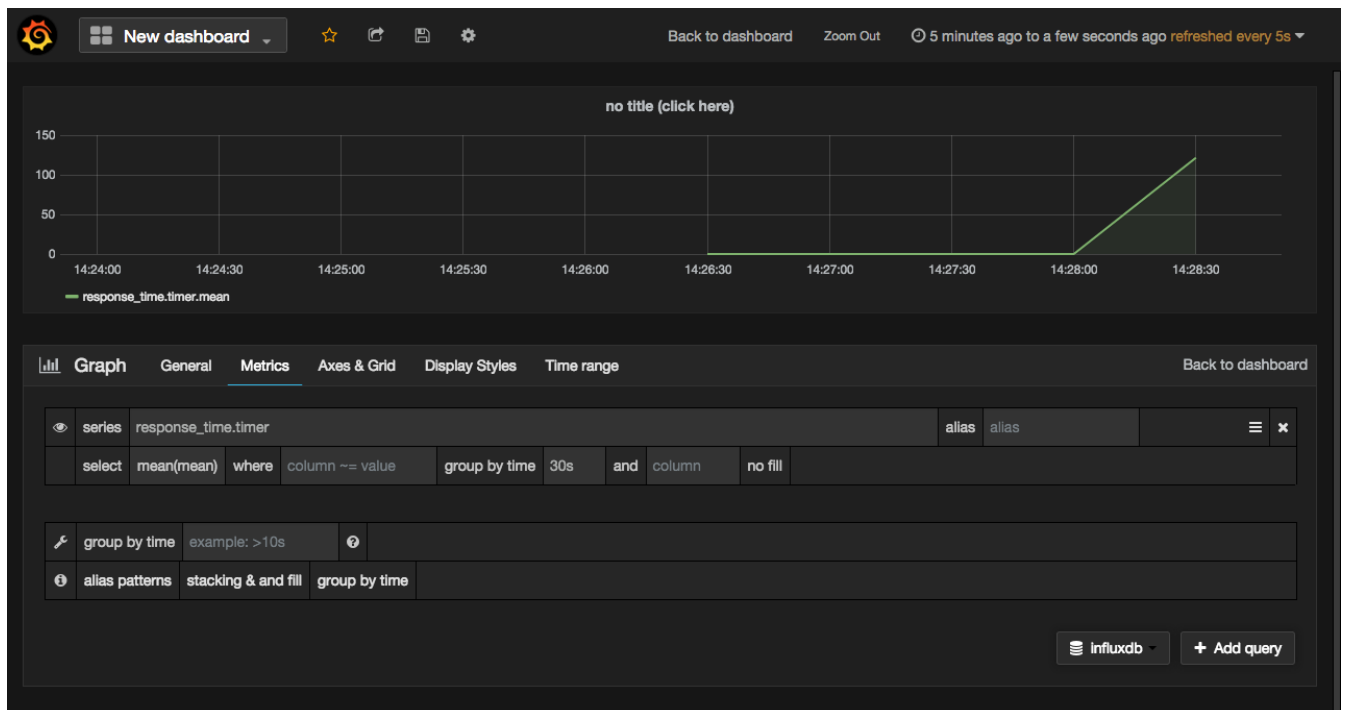 New dashboard Back to dashboard Zoom Out 5 minutes ago to a few seconds ago refreshed every 5s
no title (click here)
150
100
50
0
14:24:00 14:24:30 14:25:00 14:25:30 14:26:00 14:26:30 14:27:00 14:27:30 14:28:00 14:28:30
response_time.timer.mean
Graph General Metrics Axes & Grid Display Styles Time range Back to dashboard
series response_time.timer alias alias
select mean(mean) where column ~= value group by time 30s and column no fill
group by time example: >10s
alias patterns stacking & and fill group by time
influxdb Add query